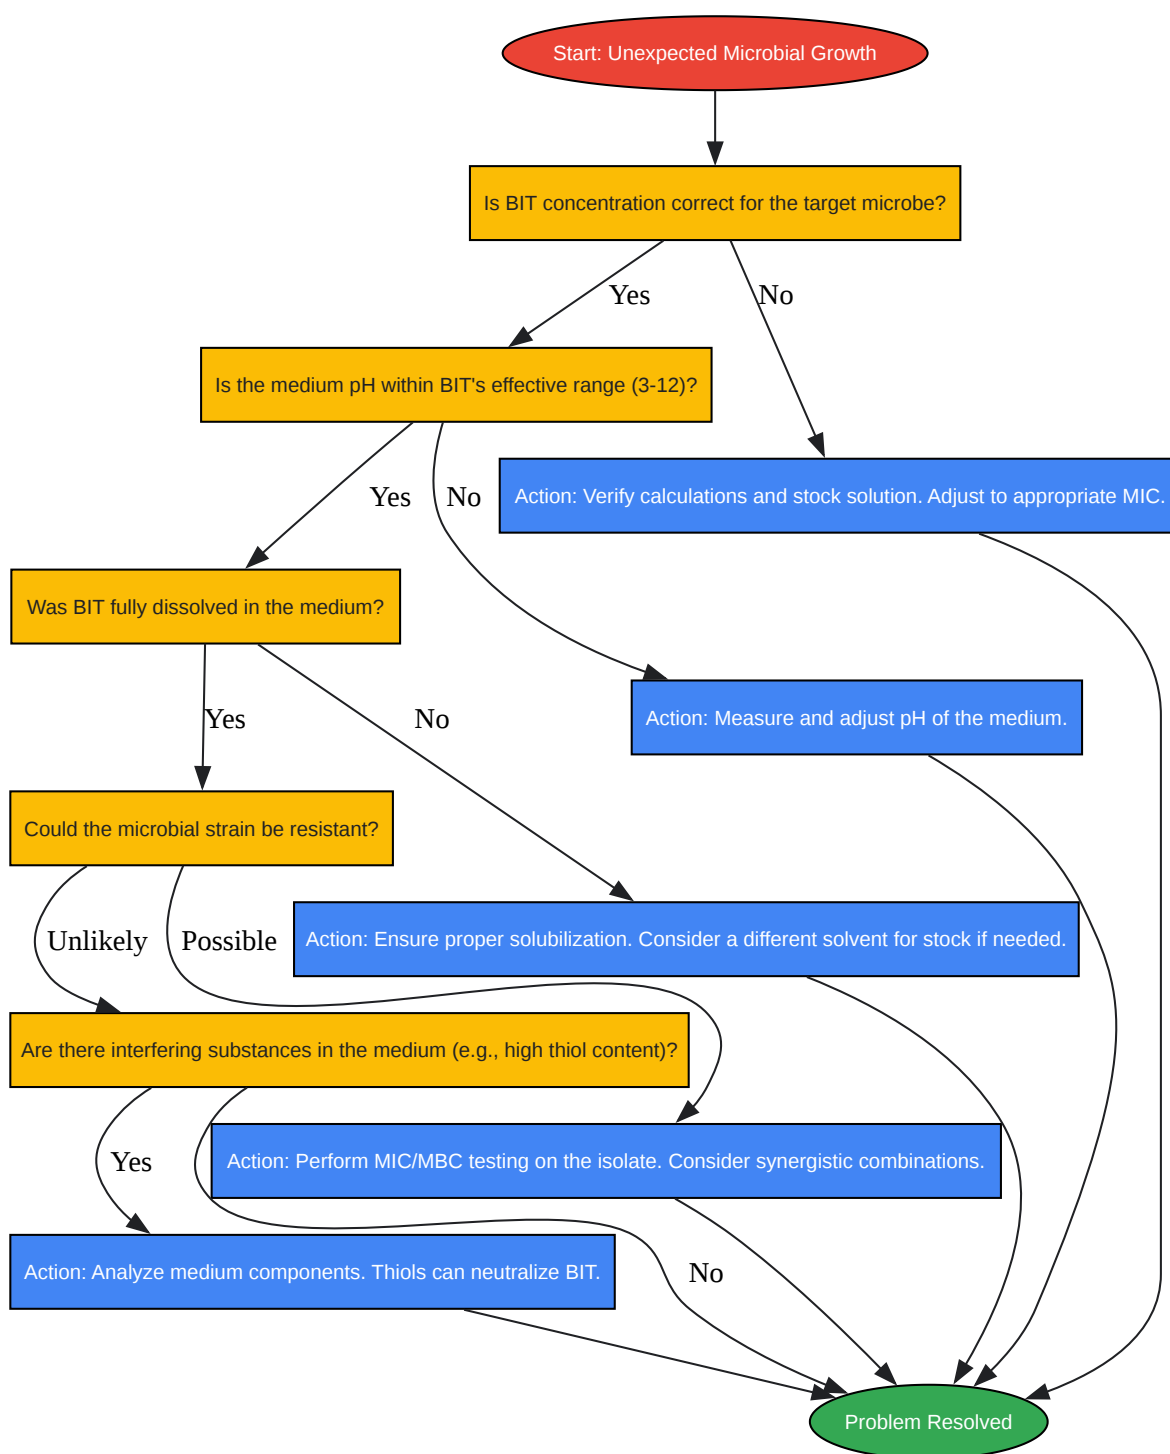 Start: Unexpected Microbial Growth
Is BIT concentration correct for the target microbe?
Yes
No
Is the medium pH within BIT's effective range (3-12)?
Yes
No
Action: Verify calculations and stock solution. Adjust to appropriate MIC.
Was BIT fully dissolved in the medium?
Yes
No
Action: Measure and adjust pH of the medium.
Could the microbial strain be resistant?
Unlikely
Possible
Action: Ensure proper solubilization. Consider a different solvent for stock if needed.
Are there interfering substances in the medium (e.g., high thiol content)?
Yes
Action: Perform MIC/MBC testing on the isolate. Consider synergistic combinations.
Action: Analyze medium components. Thiols can neutralize BIT.
No
Problem Resolved